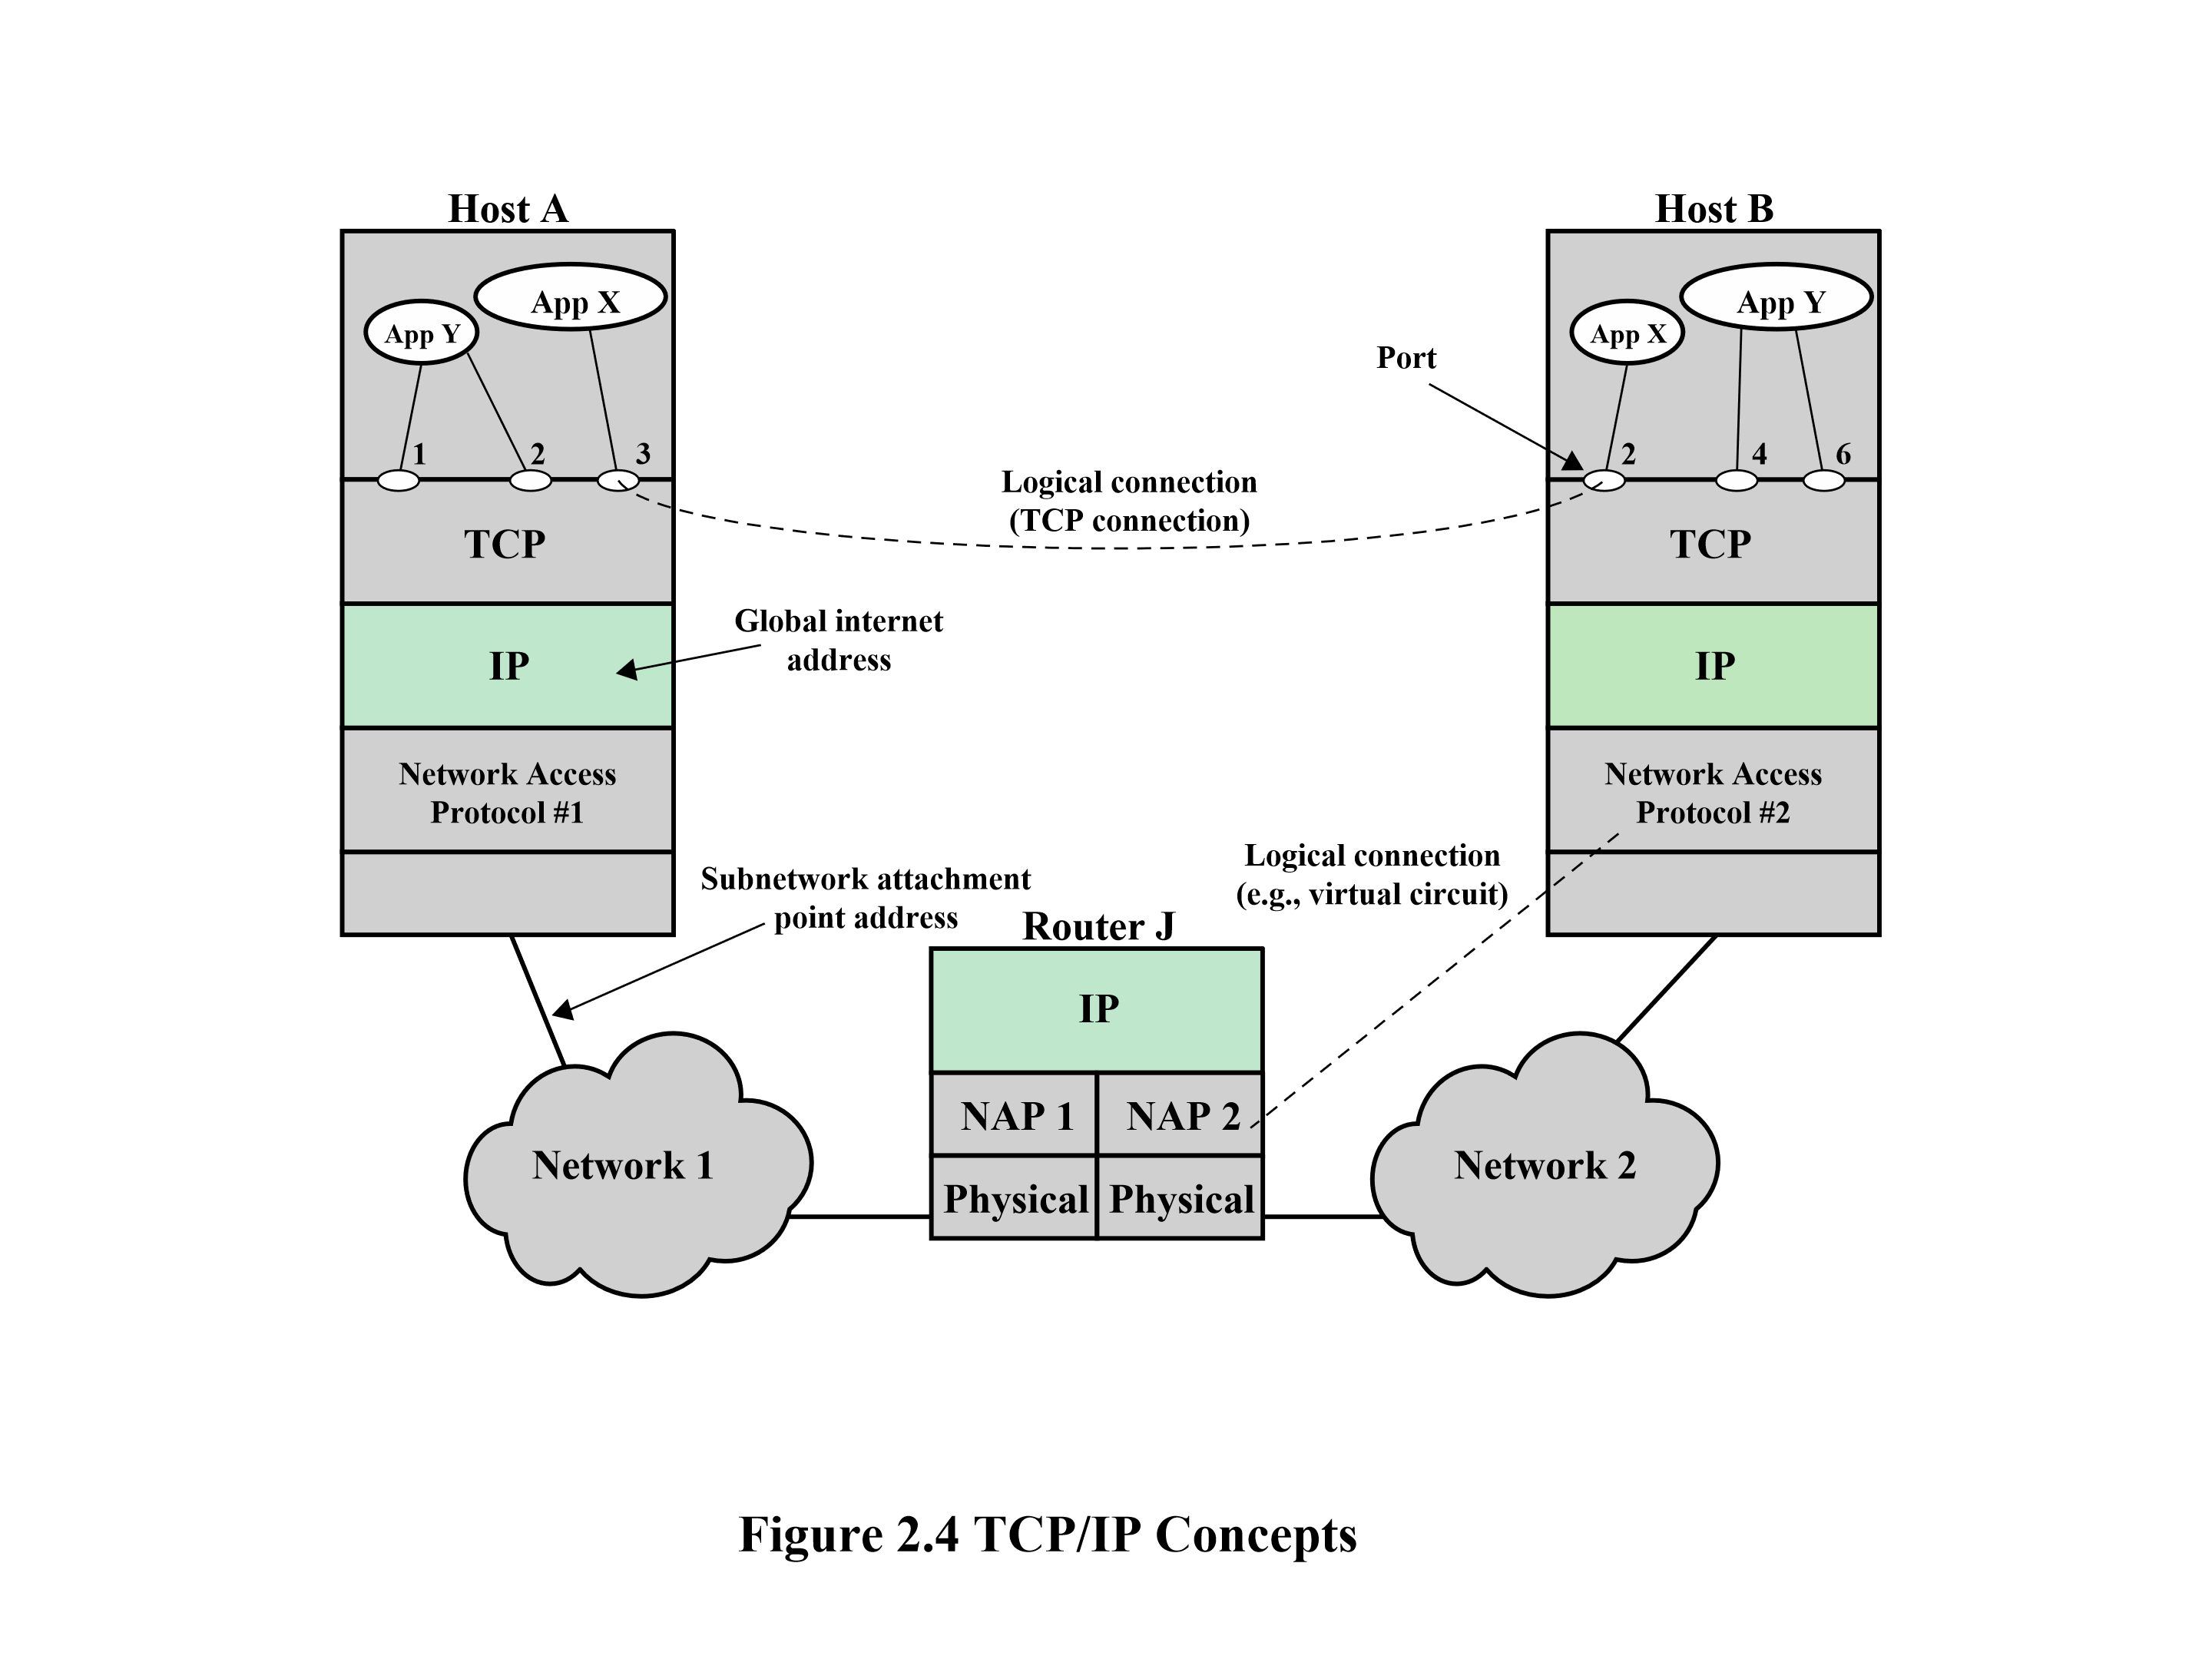 Host A
Host B
App X
App Y
App Y
App X
Port
1
2
3
2
4
6
Logical connection
(TCP connection)
TCP
TCP
Global internet
address
IP
IP
Network Access
Protocol #1
Network Access
Protocol #2
Logical connection
(e.g., virtual circuit)
Subnetwork attachment
point address
Router J
IP
NAP 1
NAP 2
Network 1
Network 2
Physical
Physical
Figure 2.4 TCP/IP Concepts